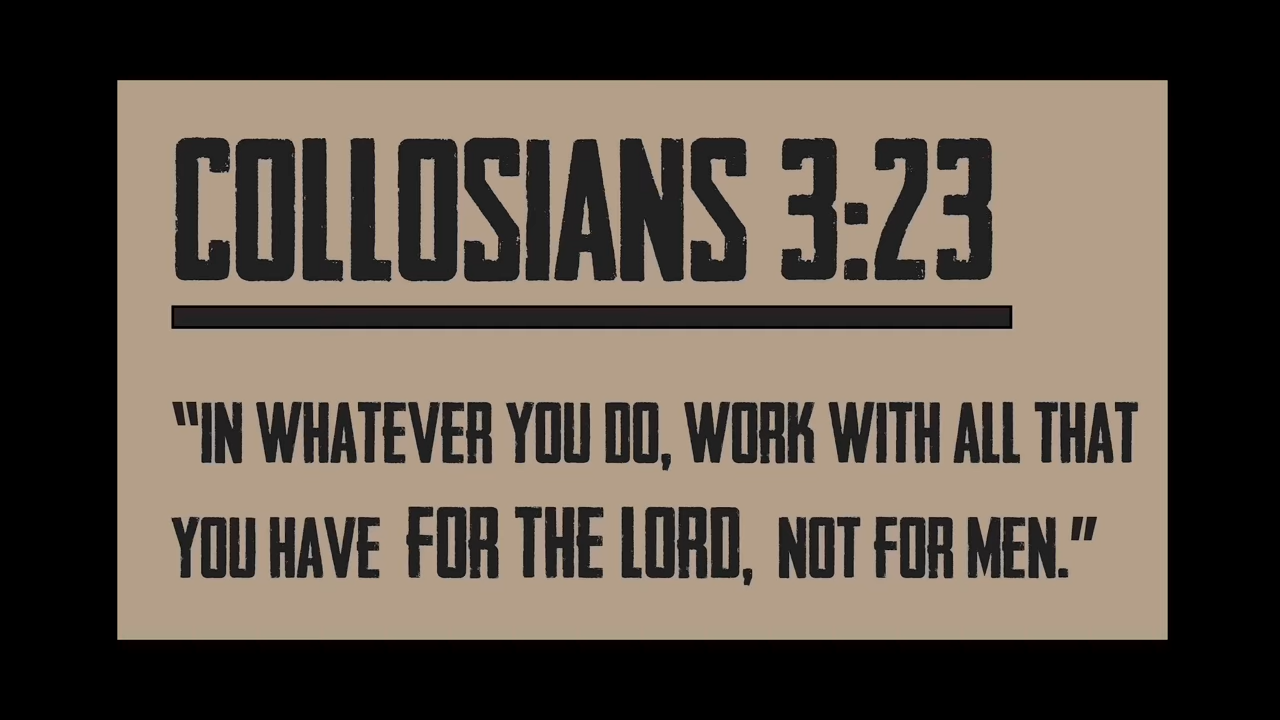 COLLOSIANS 3:23
“IN WHATEVER YOU DO, WORK WITH ALL THAT
YOU HAVE FOR THE LORD, NOT FOR MEN.”